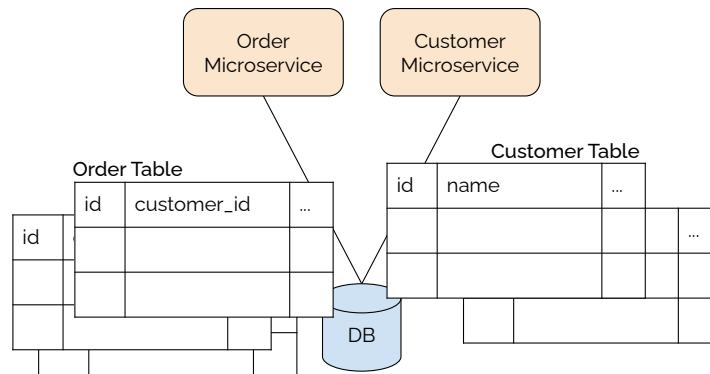 Order
Microservice
Customer
Microservice
Order Table
Customer Table
id customer_id ...
id name ...
id
...
DB